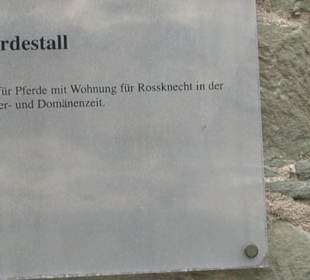 rdestall
für Pferde mit Wohnung für Rossknecht in der
er- und Domänenzeit.